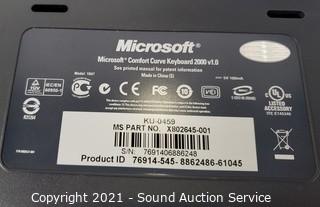 Microsoft®
Microsoft® Comfort Curve Keyboard 2000 v1.0
See printed manual for patent information.
Made in China (S)
Model: 1047
5V 100mA
KU-0459
MS PART NO. X802645-001
S/N: 7691406886248
Product ID 76914-545- 8862486-61045
Copyright 2021 - Sound Auction Service